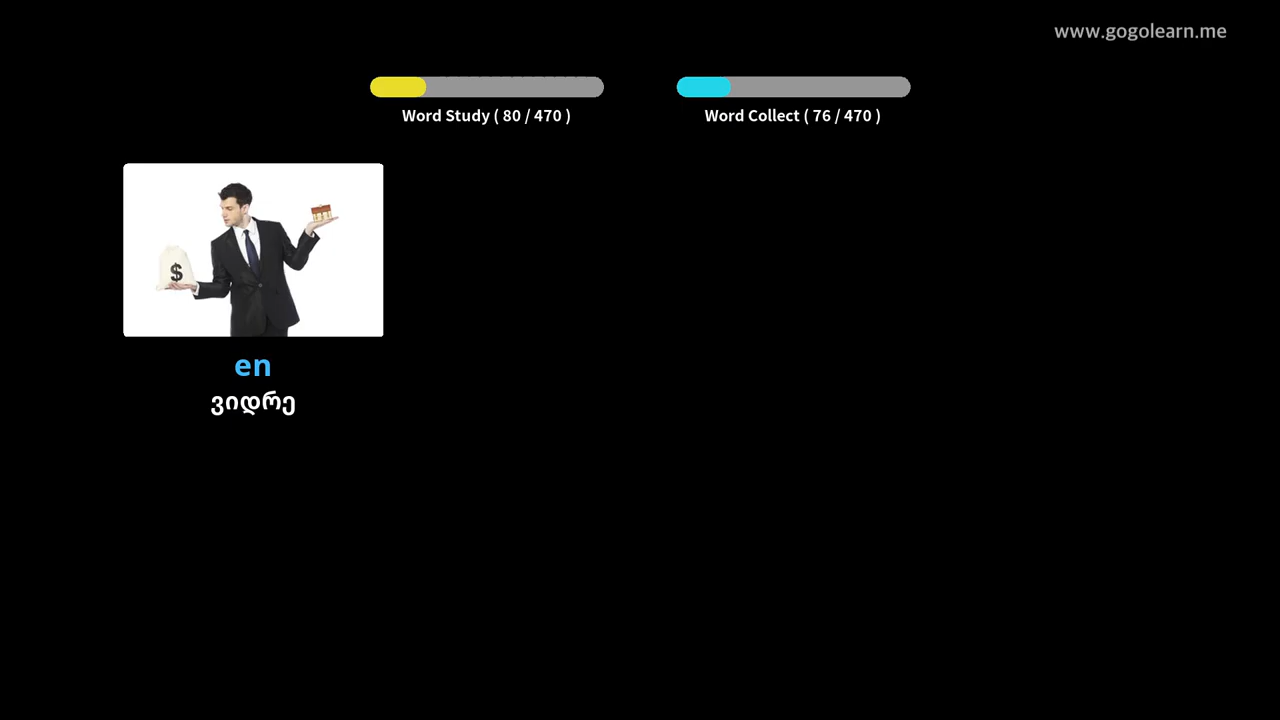 www.gogolearn.me
Word Study ( 80 / 470 )
Word Collect ( 76 / 470 )
$
en
ვიდრე